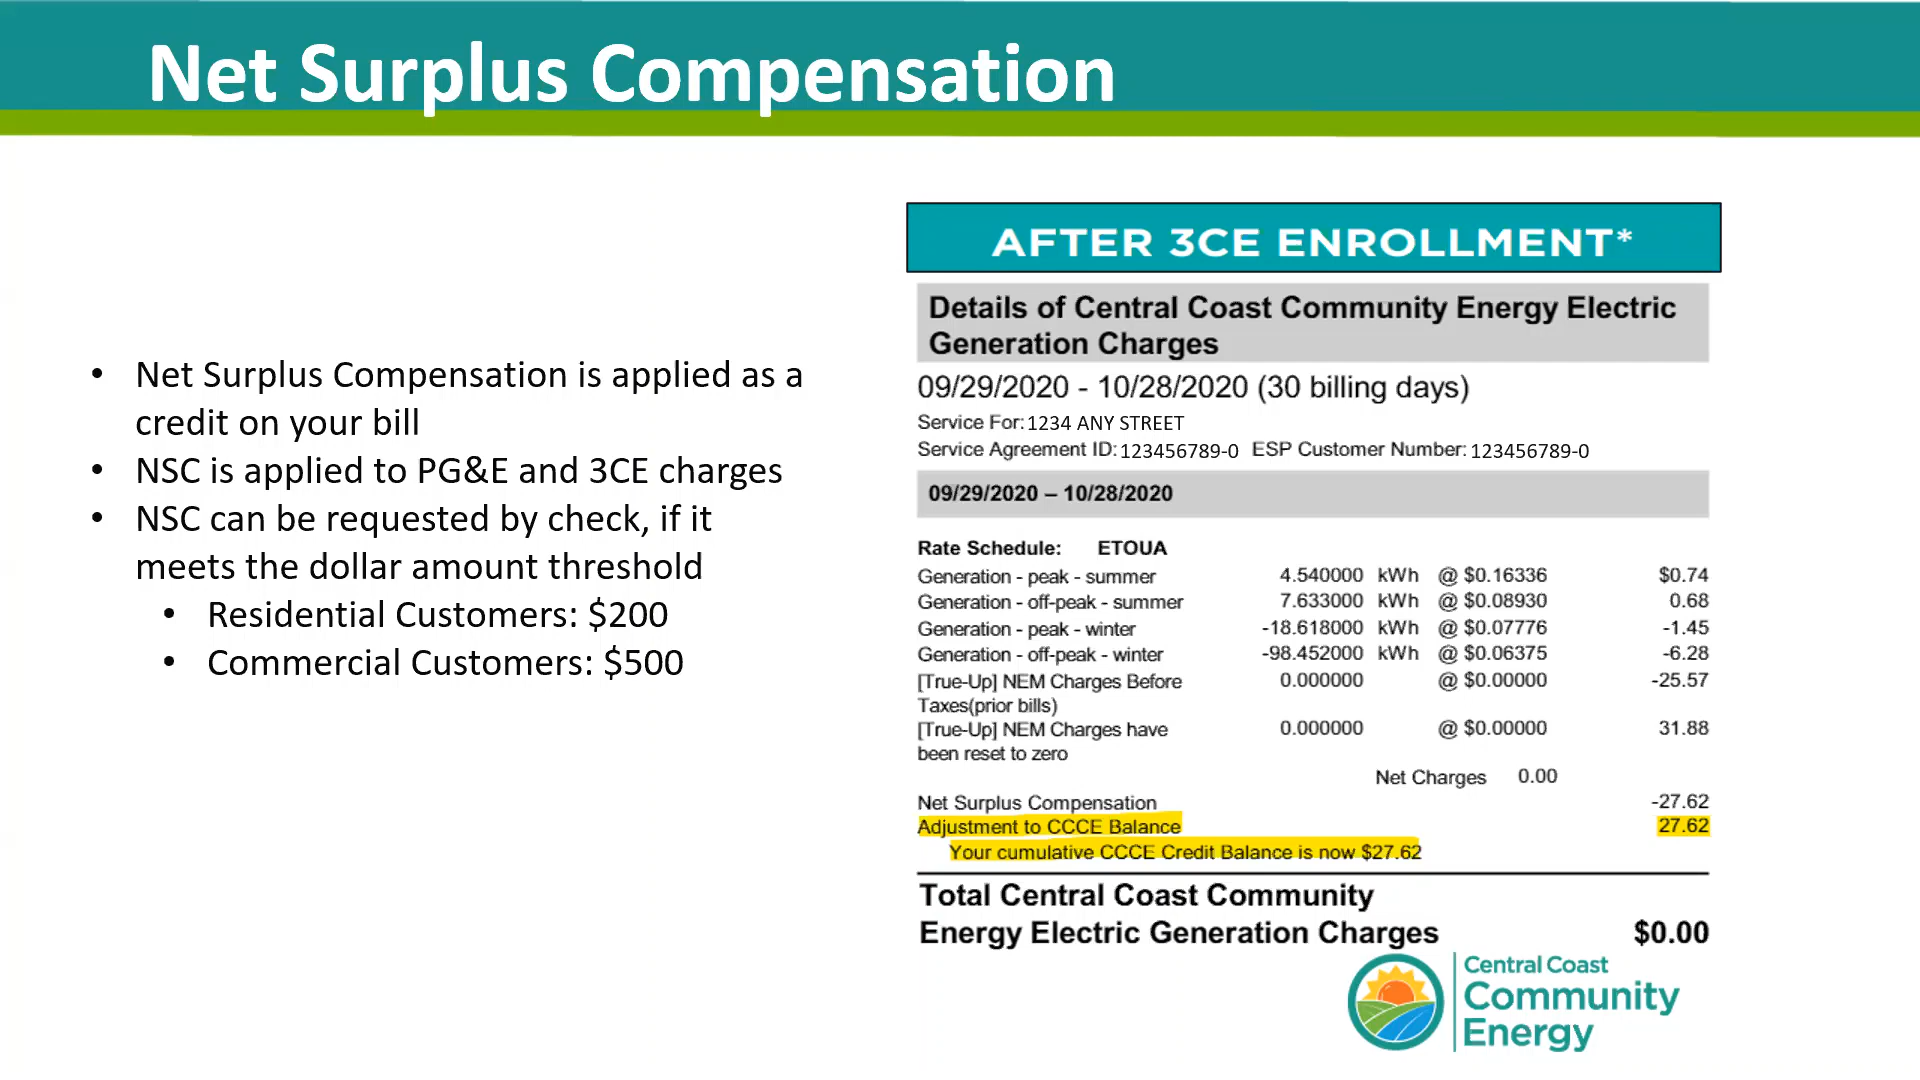 Net Surplus Compensation
• Net Surplus Compensation is applied as a
credit on your bill
• NSC is applied to PG&E and 3CE charges
• NSC can be requested by check, if it
meets the dollar amount threshold
• Residential Customers: $200
• Commercial Customers: $500
AFTER 3CE ENROLLMENT*
Details of Central Coast Community Energy Electric
Generation Charges
09/29/2020 - 10/28/2020 (30 billing days)
Service For: 1234 ANY STREET
Service Agreement ID: 123456789-0 ESP Customer Number: 123456789-0
09/29/2020 – 10/28/2020
Rate Schedule: ETOUA
Generation - peak - summer 4.540000 kWh @ $0.16336 $0.74
Generation - off-peak - summer 7.633000 kWh @ $0.08930 0.68
Generation - peak - winter -18.618000 kWh @ $0.07776 -1.45
Generation - off-peak - winter -98.452000 kWh @ $0.06375 -6.28
[True-Up] NEM Charges Before 0.000000 @ $0.00000 -25.57
Taxes(prior bills)
[True-Up] NEM Charges have 0.000000 @ $0.00000 31.88
been reset to zero
Net Charges 0.00
Net Surplus Compensation -27.62
Adjustment to CCCE Balance 27.62
Your cumulative CCCE Credit Balance is now $27.62
Total Central Coast Community
Energy Electric Generation Charges $0.00
Central Coast
Community
Energy